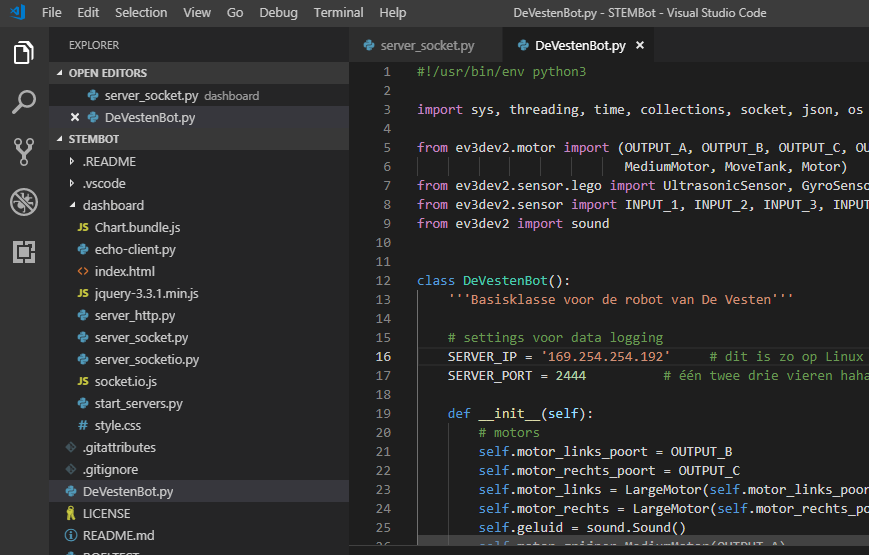 File Edit Selection View Go Debug Terminal Help DeVestenBot.py - STEMBot - Visual Studio Code
EXPLORER
OPEN EDITORS
server_socket.py dashboard
DeVestenBot.py
STEMBOT
.README
.vscode
dashboard
JS Chart.bundle.js
echo-client.py
<> index.html
JS jquery-3.3.1.min.js
server_http.py
server_socket.py
server_socketio.py
JS socket.io.js
start_servers.py
# style.css
.gitattributes
.gitignore
DeVestenBot.py
LICENSE
README.md
server_socket.py DeVestenBot.py ×
1 #!/usr/bin/env python3
2
3 import sys, threading, time, collections, socket, json, os
4
5 from ev3dev2.motor import (OUTPUT_A, OUTPUT_B, OUTPUT_C, OU
6 MediumMotor, MoveTank, Motor)
7 from ev3dev2.sensor.lego import UltrasonicSensor, GyroSenso
8 from ev3dev2.sensor import INPUT_1, INPUT_2, INPUT_3, INPUT
9 from ev3dev2 import sound
10
11
12 class DeVestenBot():
13 '''Basisklasse voor de robot van De Vesten'''
14
15 # settings voor data logging
16 SERVER_IP = '169.254.254.192' # dit is zo op Linux
17 SERVER_PORT = 2444 # één twee drie vieren haha
18
19 def __init__(self):
20 # motors
21 self.motor_links_poort = OUTPUT_B
22 self.motor_rechts_poort = OUTPUT_C
23 self.motor_links = LargeMotor(self.motor_links_poor
24 self.motor_rechts = LargeMotor(self.motor_rechts_po
25 self.geluid = sound.Sound()